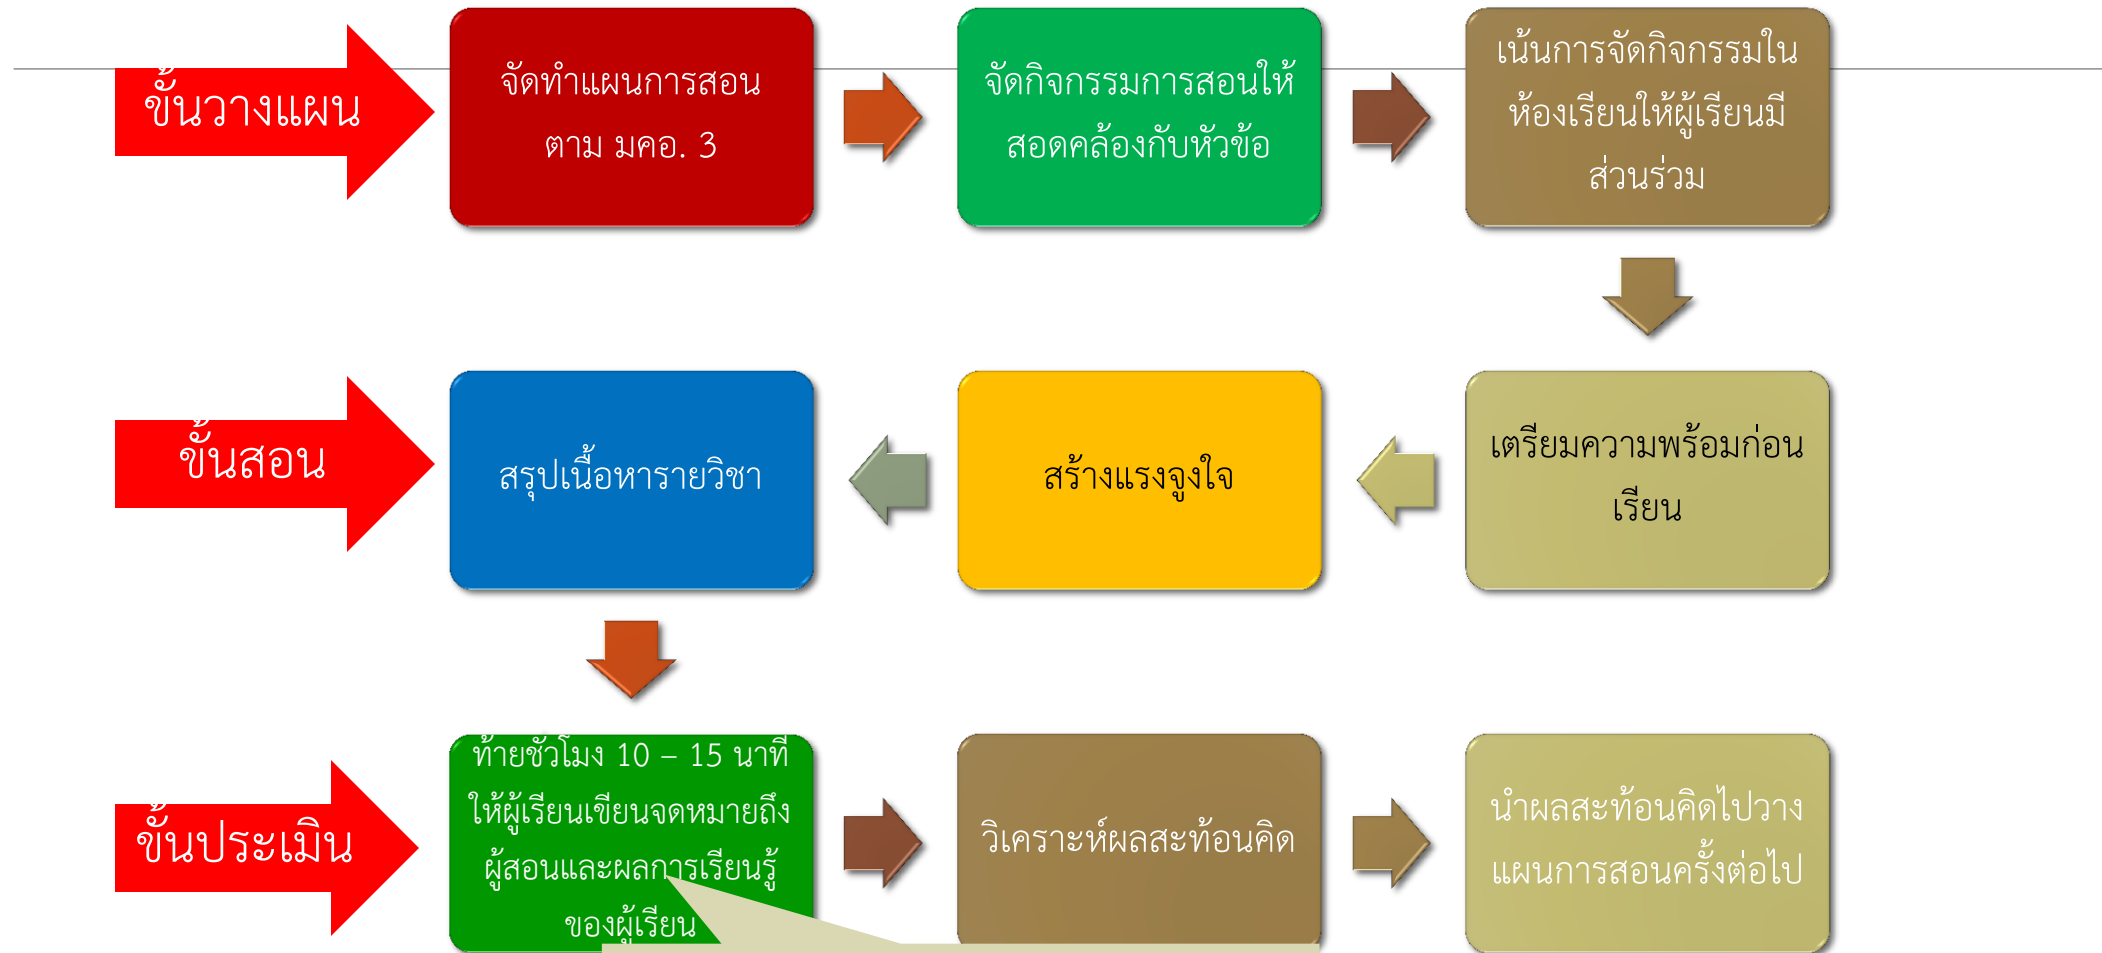 ขั้นวางแผน
จัดทำแผนการสอน
ตาม มคอ. 3
จัดกิจกรรมการสอนให้
สอดคล้องกับหัวข้อ
เน้นการจัดกิจกรรมใน
ห้องเรียนให้ผู้เรียนมี
ส่วนร่วม
ขั้นสอน
สรุปเนื้อหารายวิชา
สร้างแรงจูงใจ
เตรียมความพร้อมก่อน
เรียน
ขั้นประเมิน
ท้ายชั่วโมง 10 – 15 นาที
ให้ผู้เรียนเขียนจดหมายถึง
ผู้สอนและผลการเรียนรู้
ของผู้เรียน
วิเคราะห์ผลสะท้อนคิด
นำผลสะท้อนคิดไปวาง
แผนการสอนครั้งต่อไป